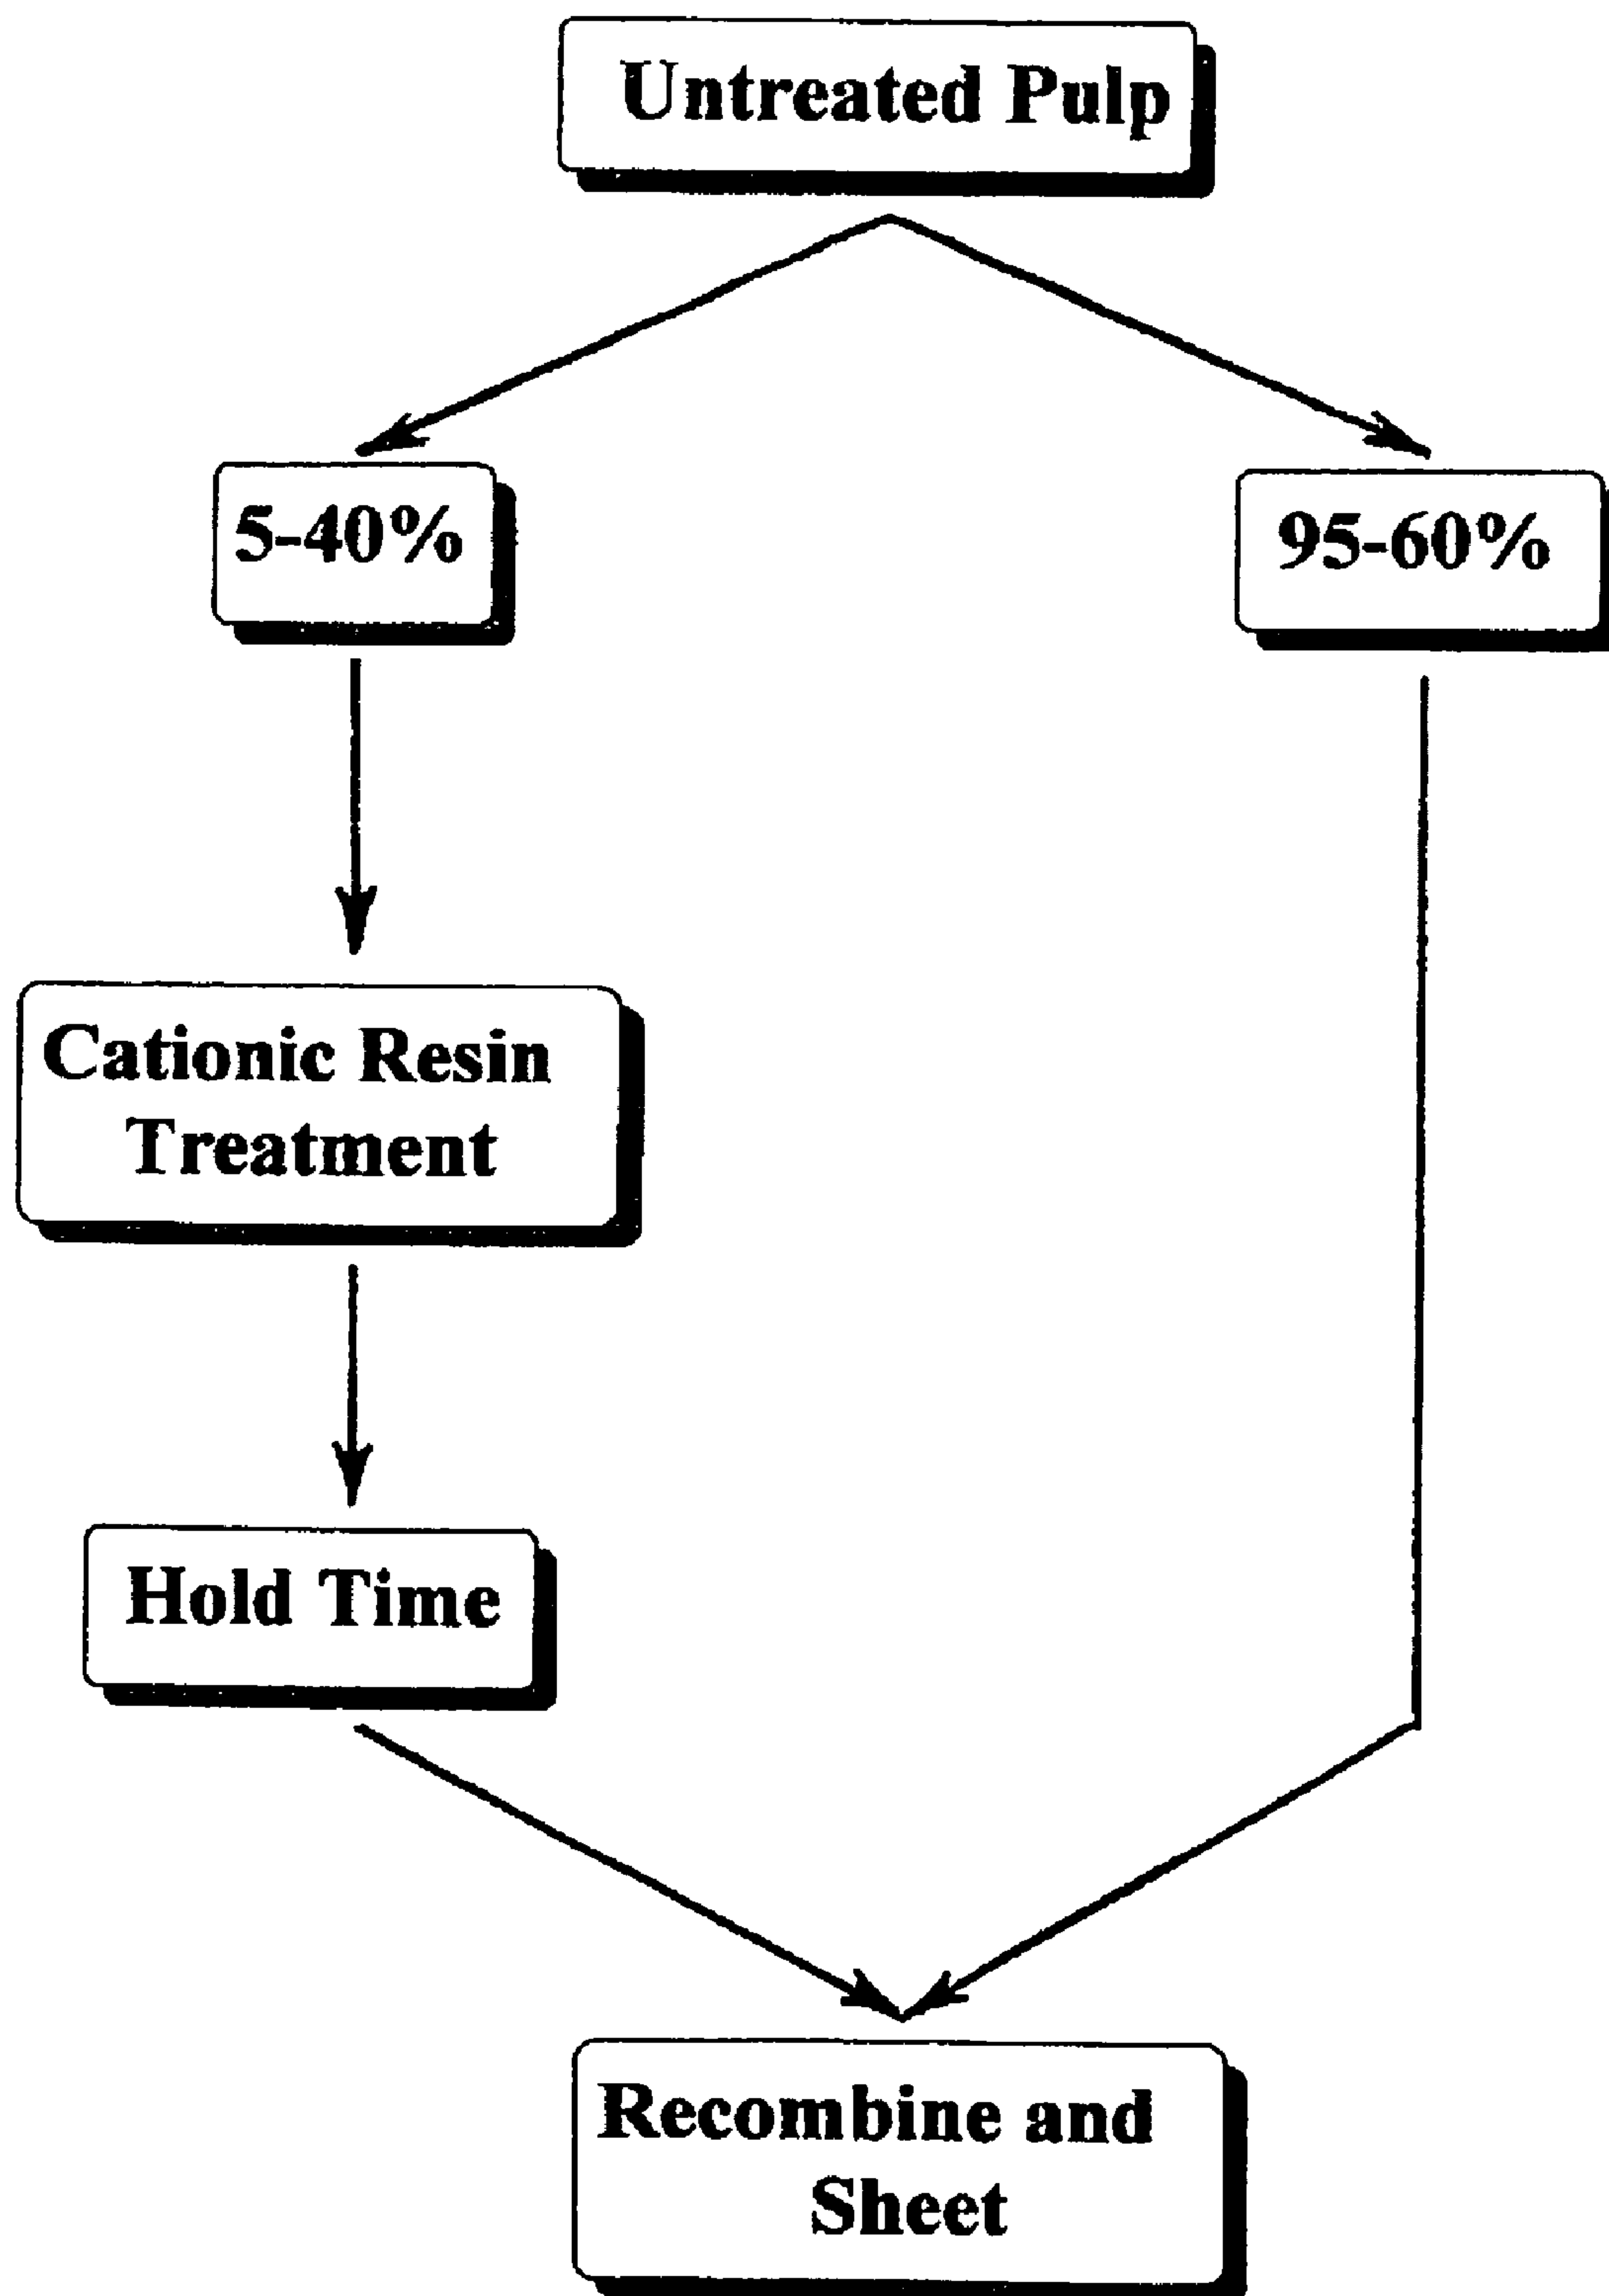 Untreated Pulp
5-40%
95-60%
Cationic Resin
Treatment
Hold Time
Recombine and
Sheet